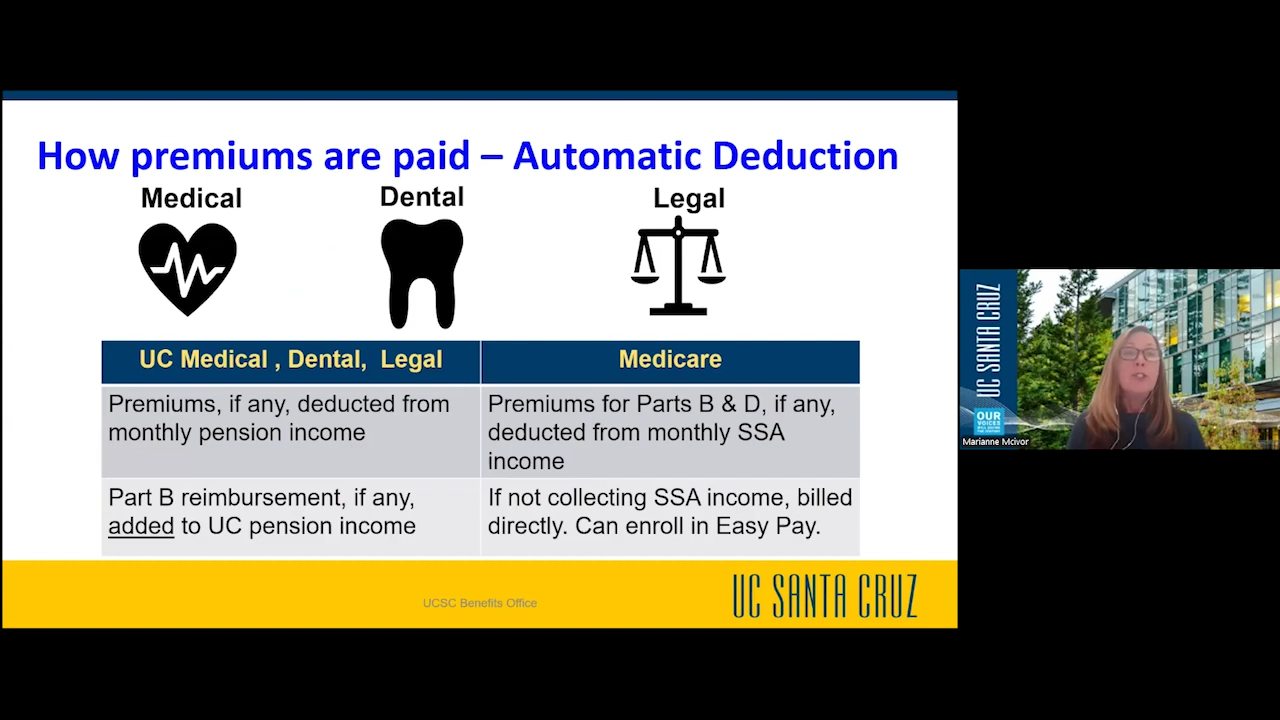 How premiums are paid – Automatic Deduction
Medical
Dental
Legal
UC Medical , Dental, Legal
Medicare
Premiums, if any, deducted from
monthly pension income
Premiums for Parts B & D, if any,
deducted from monthly SSA
income
Part B reimbursement, if any,
added to UC pension income
If not collecting SSA income, billed
directly. Can enroll in Easy Pay.
UCSC Benefits Office
UC SANTA CRUZ
UC SANTA CRUZ
OUR
VOICES
Marianne Mcivor